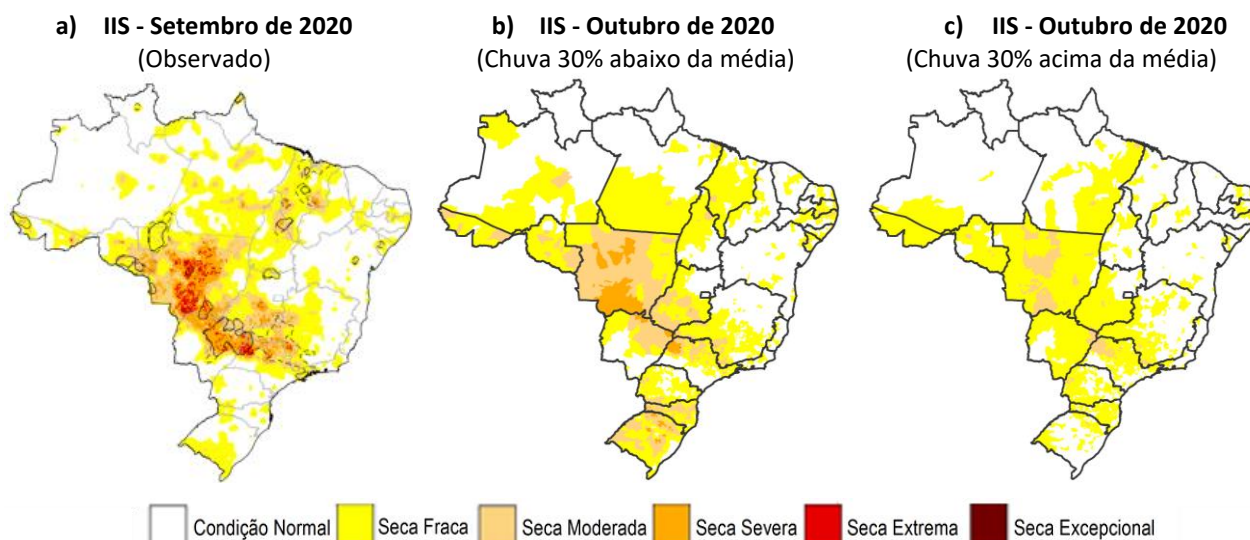 a) IIS - Setembro de 2020
(Observado)
b) IIS - Outubro de 2020
(Chuva 30% abaixo da média)
c) IIS - Outubro de 2020
(Chuva 30% acima da média)
Condição Normal
Seca Fraca
Seca Moderada
Seca Severa
Seca Extrema
Seca Excepcional